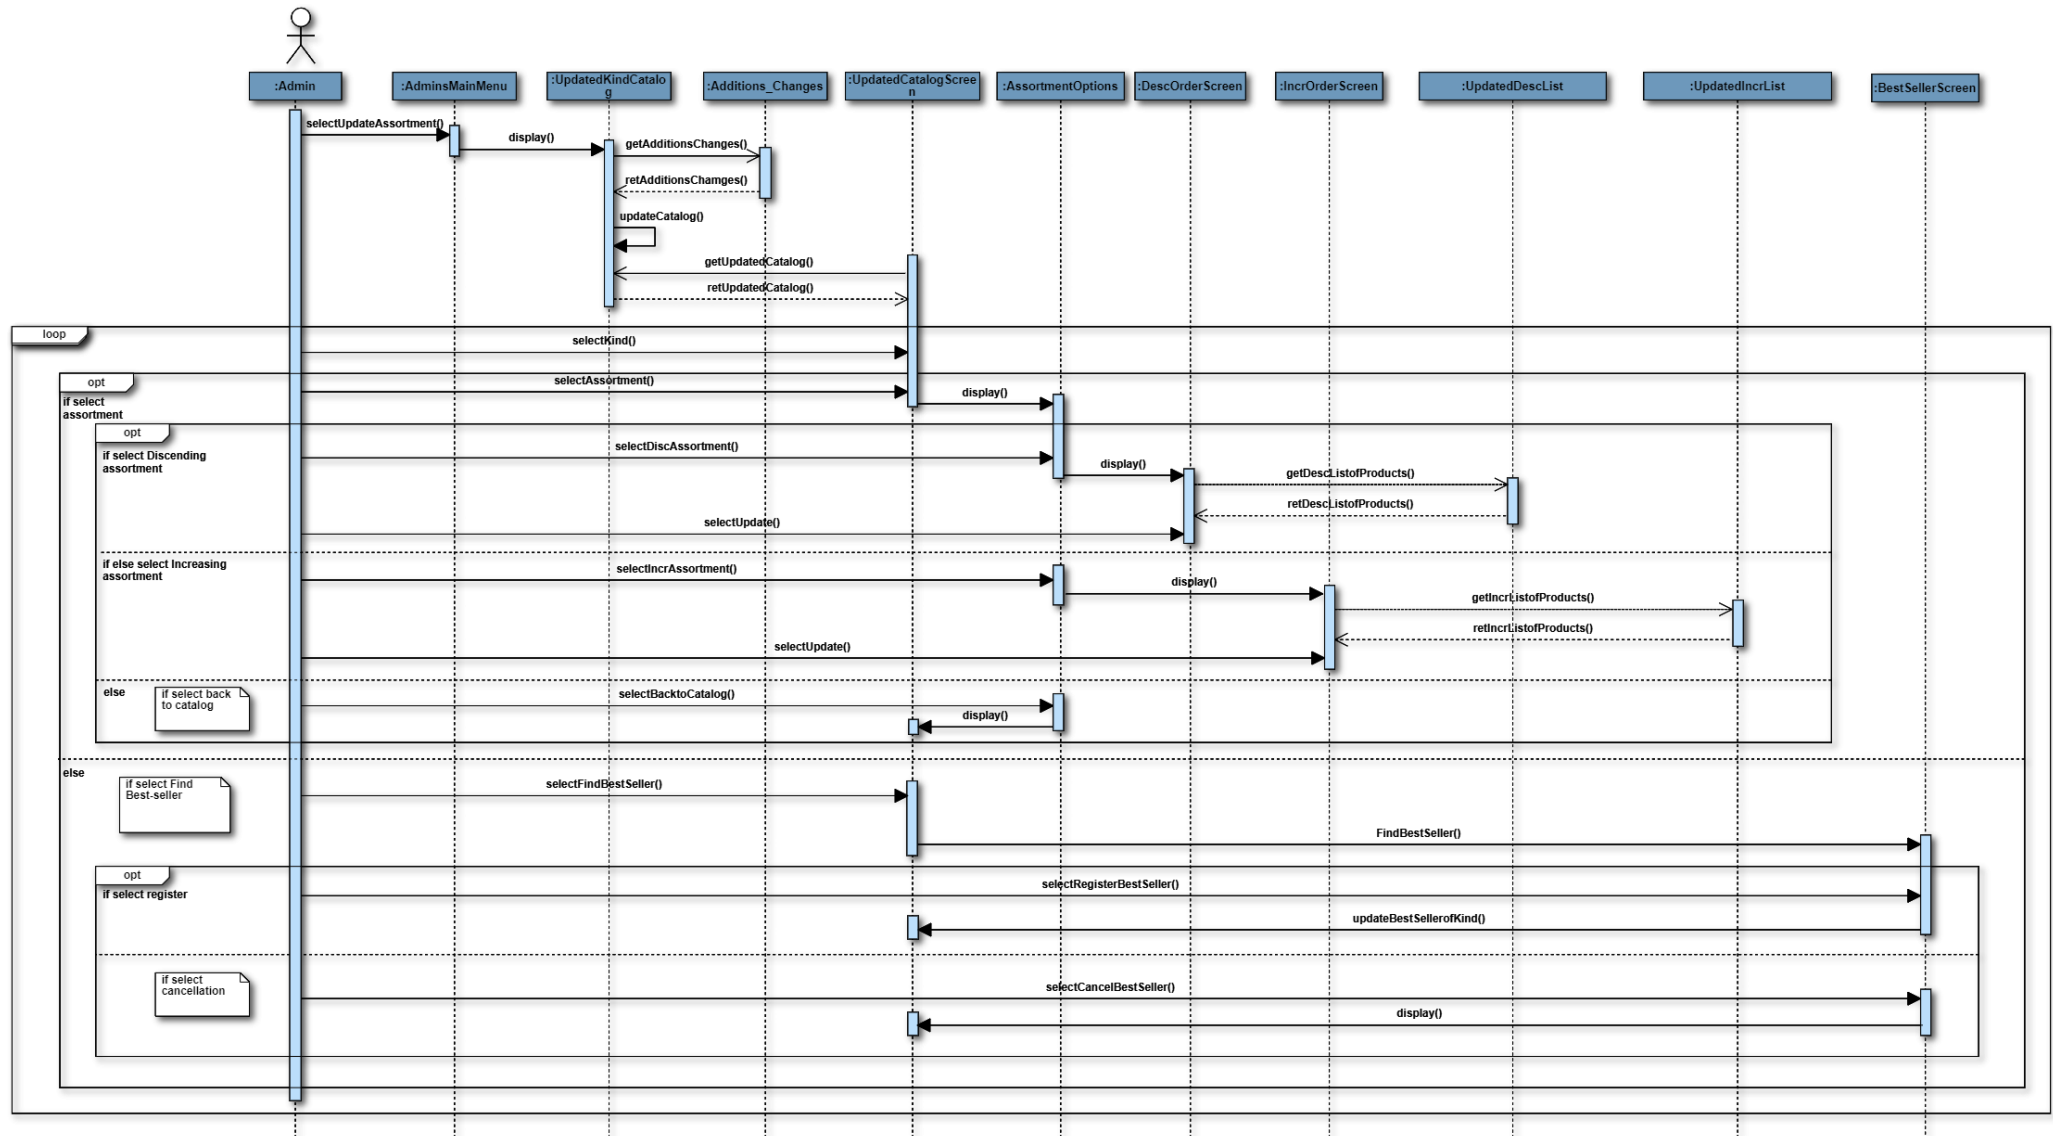 :Admin
:AdminsMainMenu
:UpdatedKindCatalo
g
:Additions_Changes
:UpdatedCatalogScree
n
:AssortmentOptions
:DescOrderScreen
:IncrOrderScreen
:UpdatedDescList
:UpdatedIncrList
:BestSellerScreen
selectUpdateAssortment()
display()
getAdditionsChanges()
retAdditionsChamges()
updateCatalog()
getUpdatedCatalog()
retUpdatedCatalog()
loop
selectKind()
opt
selectAssortment()
if select
assortment
display()
opt
if select Discending
assortment
selectDiscAssortment()
display()
getDescListofProducts()
retDescListofProducts()
selectUpdate()
if else select Increasing
assortment
selectIncrAssortment()
display()
getIncrListofProducts()
retIncrListofProducts()
selectUpdate()
else
if select back
to catalog
selectBacktoCatalog()
display()
else
if select Find
Best-seller
selectFindBestSeller()
FindBestSeller()
opt
if select register
selectRegisterBestSeller()
updateBestSellerofKind()
if select
cancellation
selectCancelBestSeller()
display()